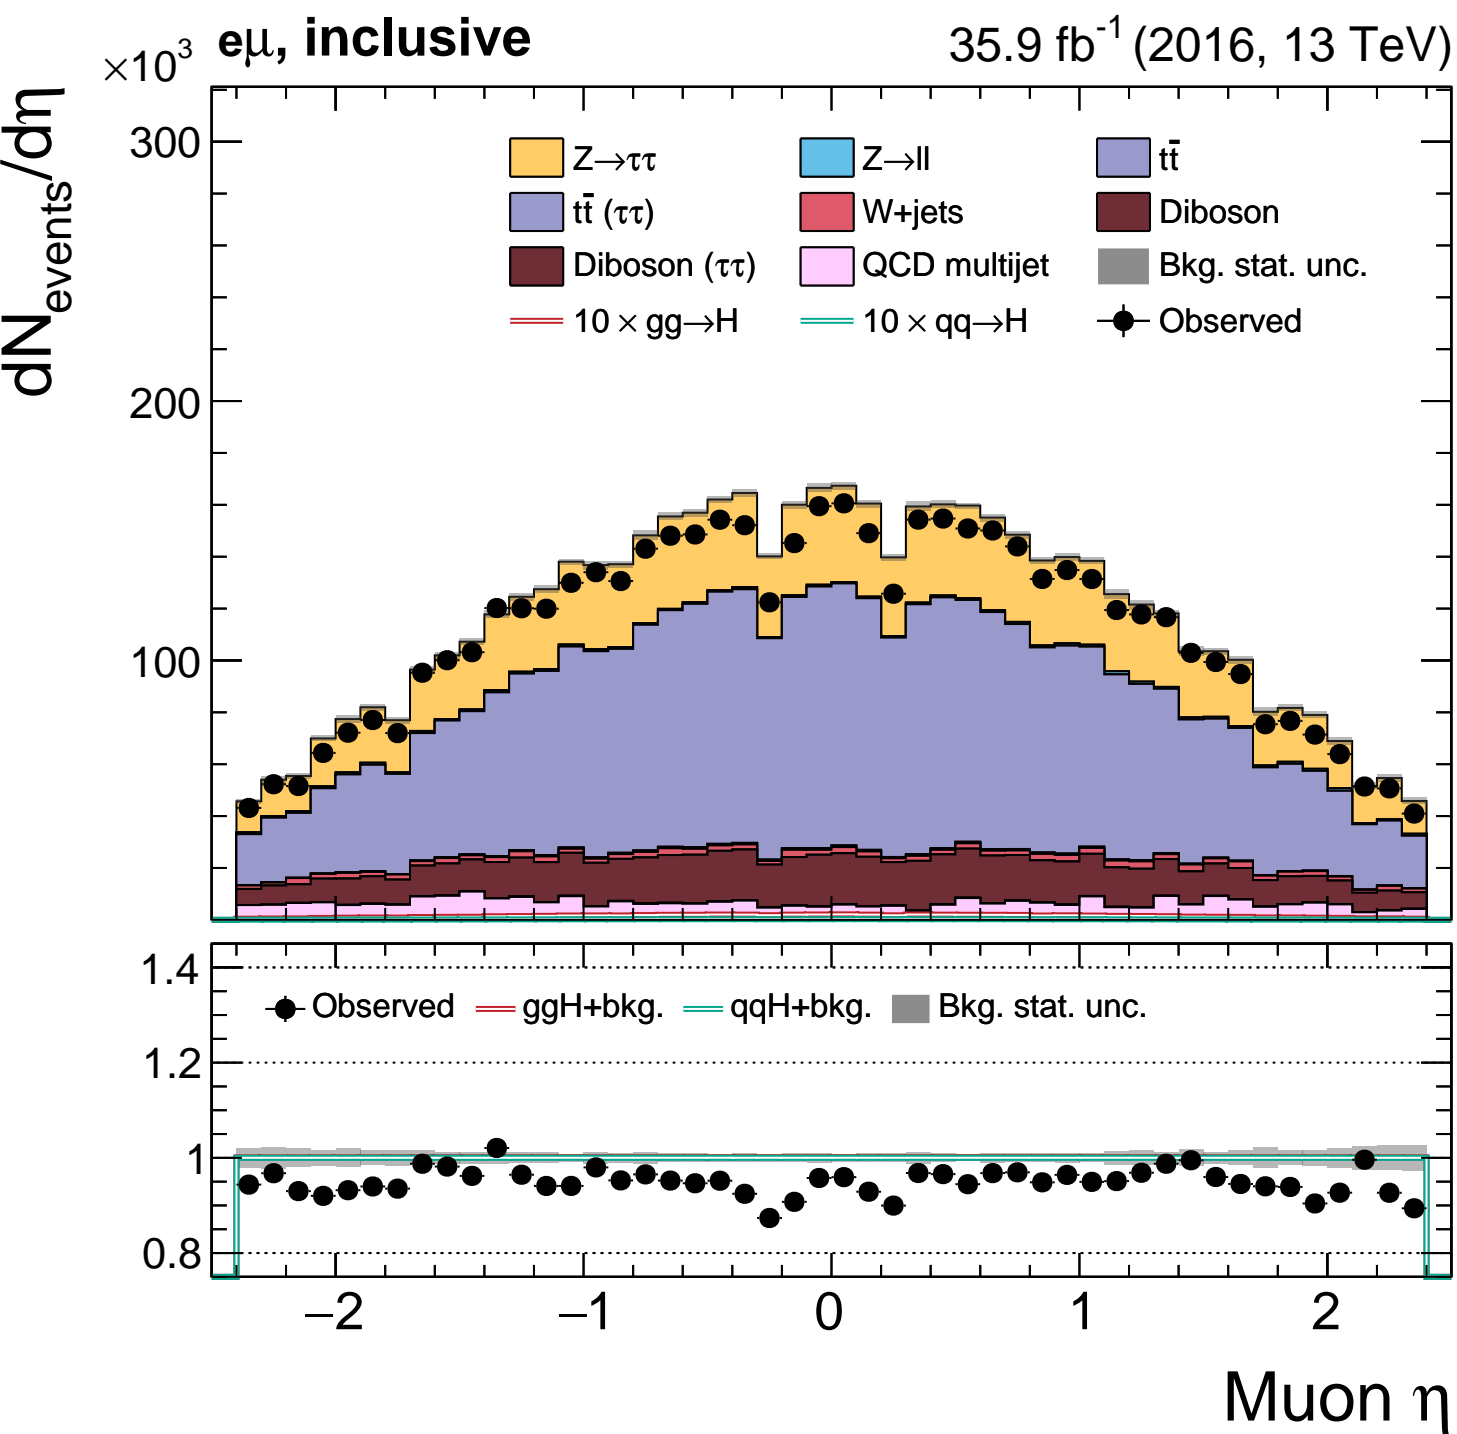 ×10³ eμ, inclusive 35.9 fb⁻¹ (2016, 13 TeV)
dN_events/dη
300
200
100
Z→ττ Z→ll tt̄
tt̄ (ττ) W+jets Diboson
Diboson (ττ) QCD multijet Bkg. stat. unc.
10 × gg→H 10 × qq→H Observed
1.4
1.2
1
0.8
Observed ggH+bkg. qqH+bkg. Bkg. stat. unc.
−2 −1 0 1 2
Muon η